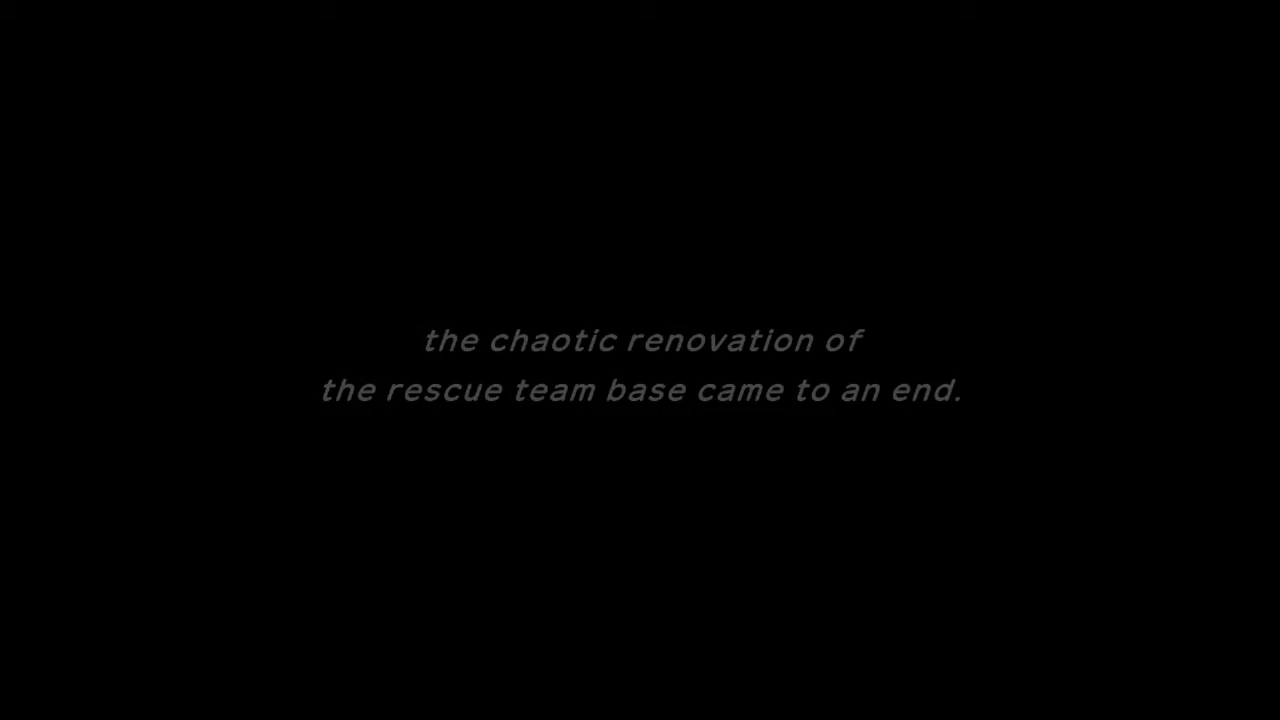 the chaotic renovation of
the rescue team base came to an end.